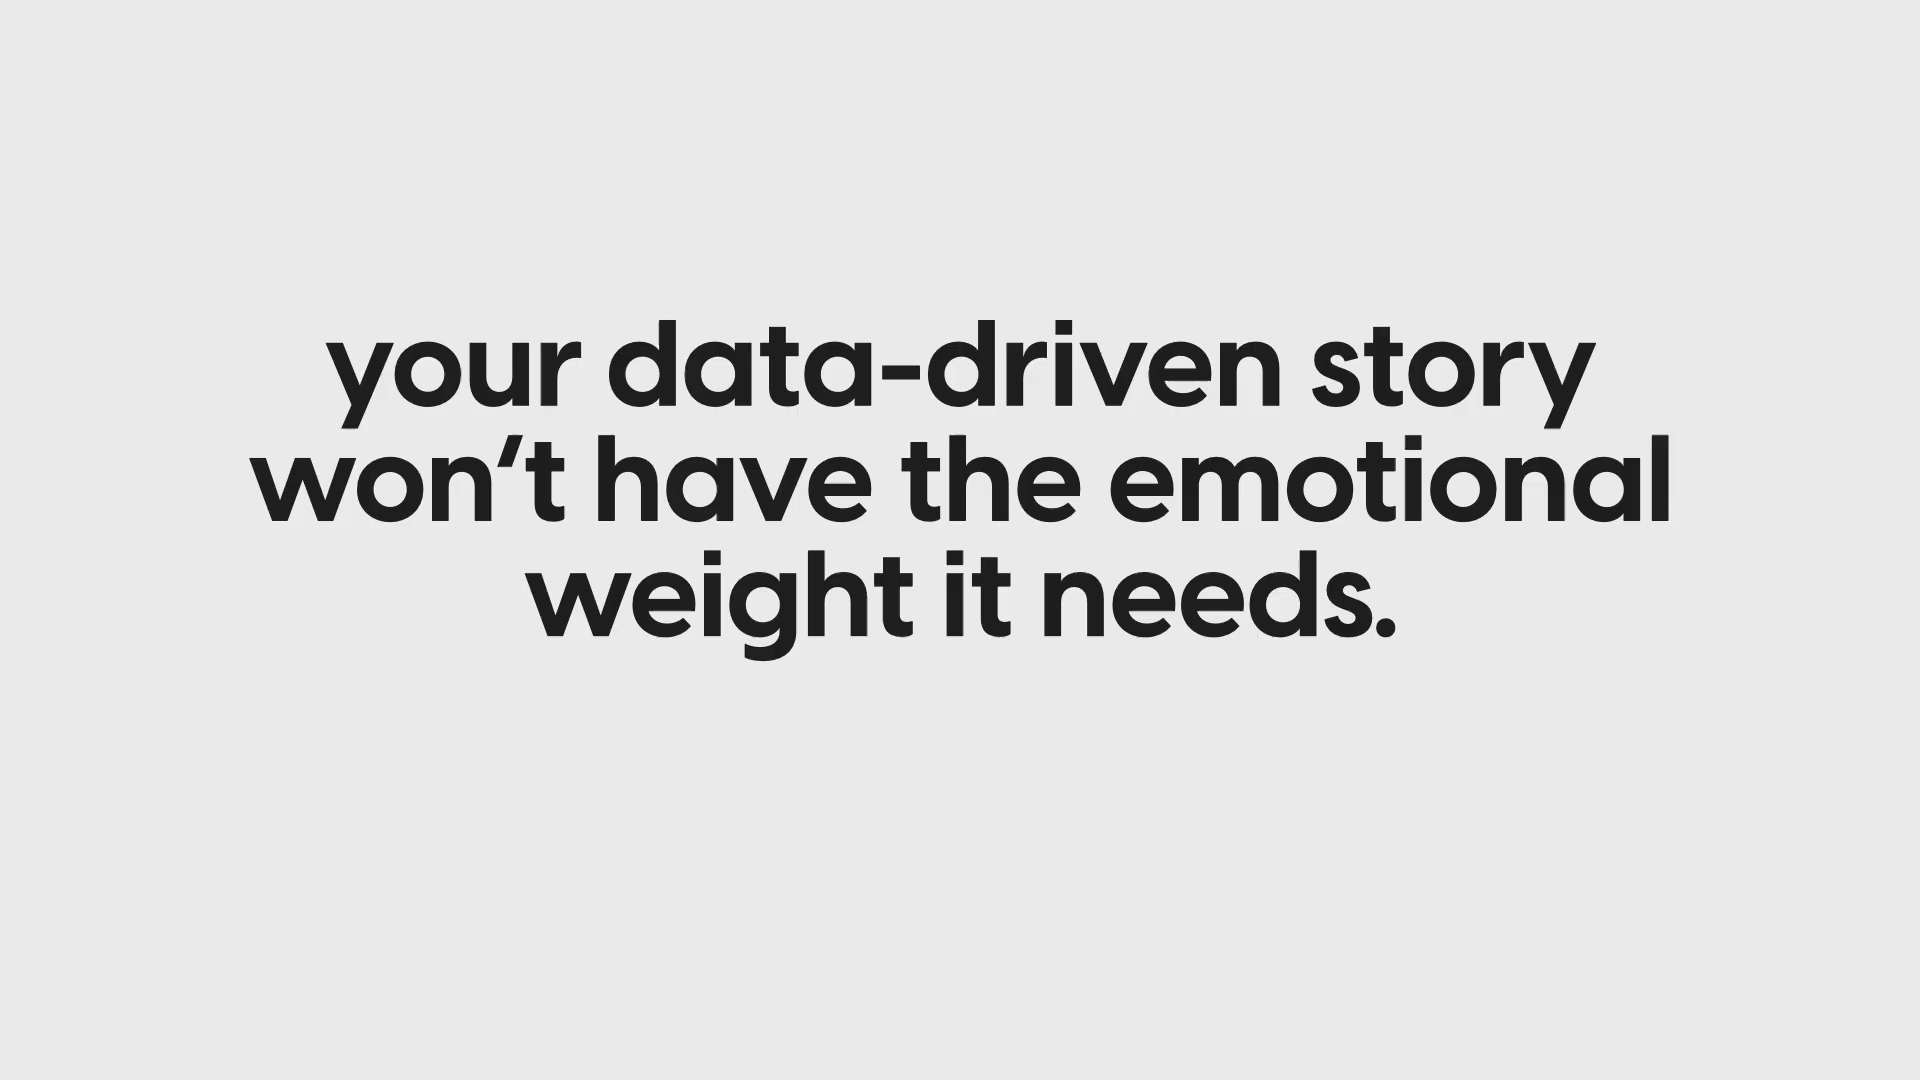 your data-driven story
won’t have the emotional
weight it needs.